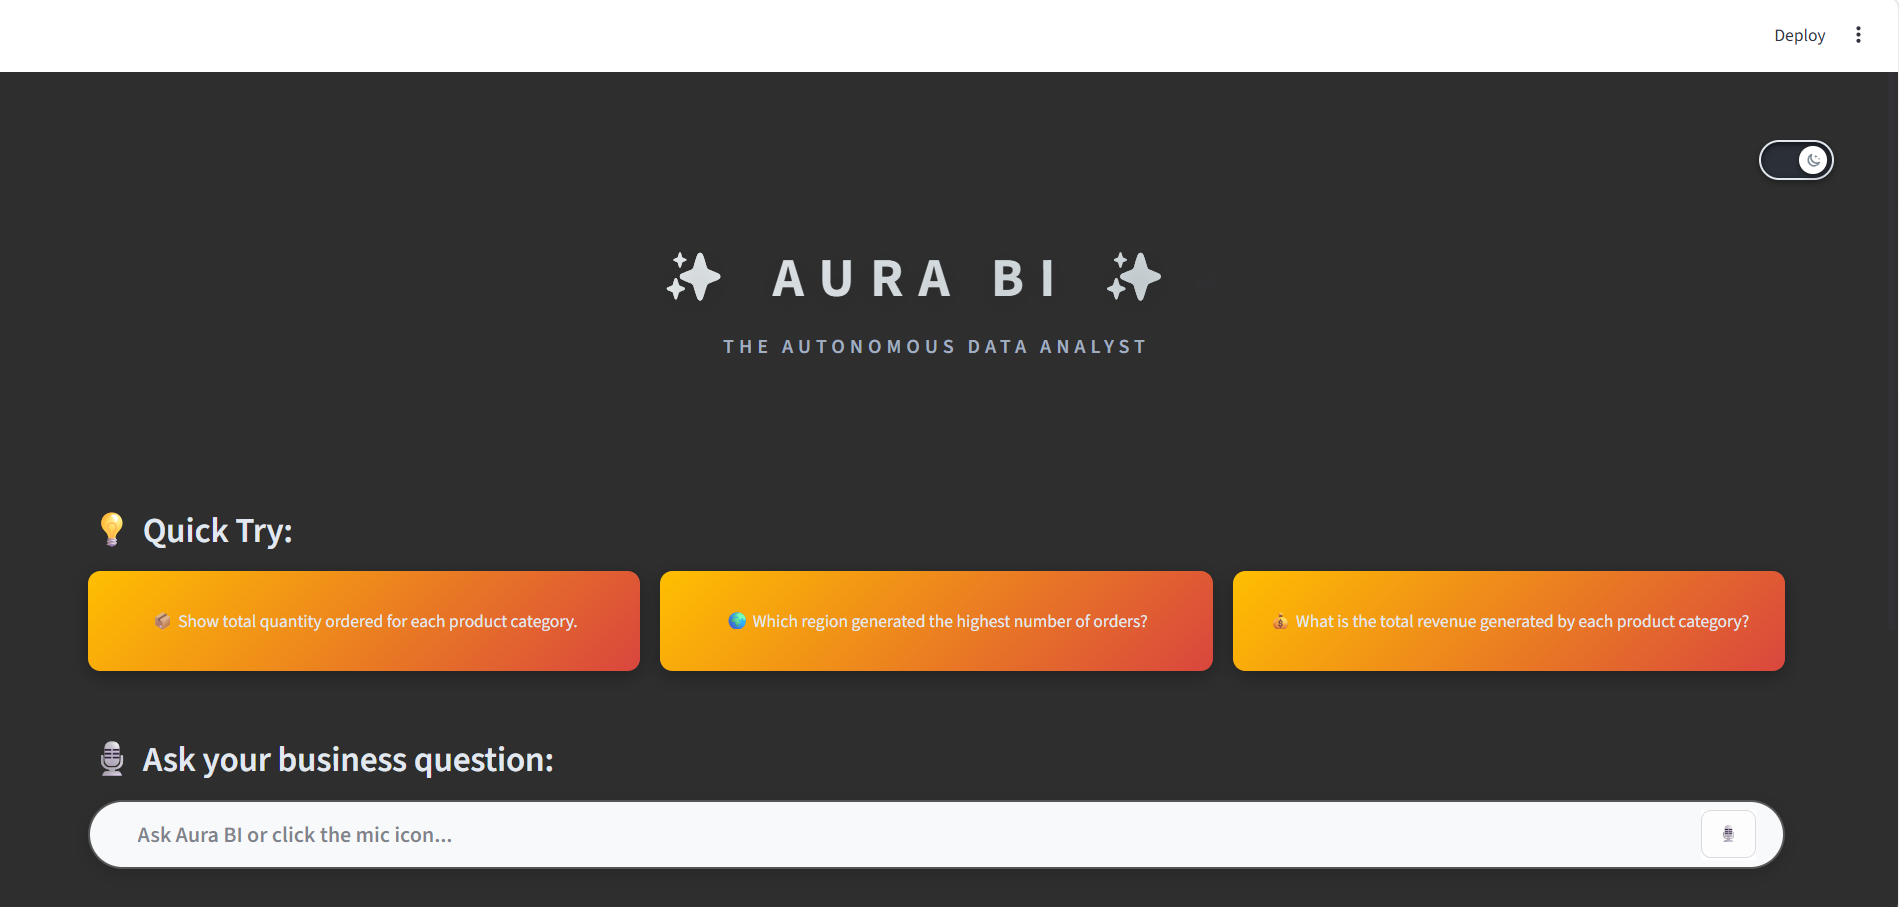 Deploy
✨ AURA BI ✨
THE AUTONOMOUS DATA ANALYST
💡 Quick Try:
📦 Show total quantity ordered for each product category.
🌍 Which region generated the highest number of orders?
💰 What is the total revenue generated by each product category?
🎙️ Ask your business question:
Ask Aura BI or click the mic icon...